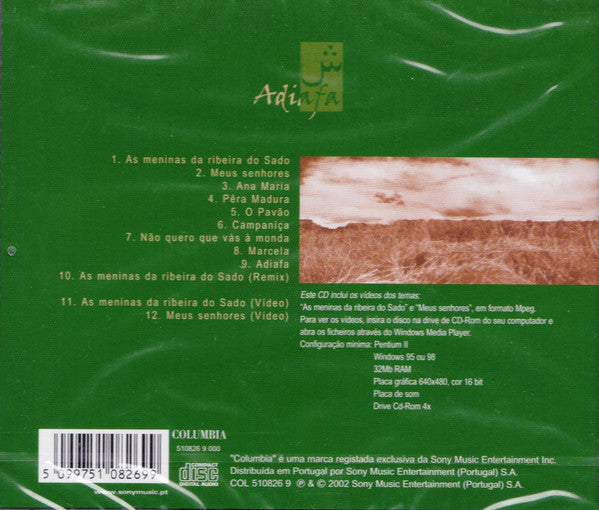 ش
Adiafa
1. As meninas da ribeira do Sado
2. Meus senhores
3. Ana Maria
4. Pêra Madura
5. O Pavão
6. Campaniça
7. Não quero que vás à monda
8. Marcela
9. Adiafa
10. As meninas da ribeira do Sado (Remix)
11. As meninas da ribeira do Sado (Vídeo)
12. Meus senhores (Vídeo)
Este CD inclui os vídeos dos temas:
"As meninas da ribeira do Sado" e "Meus senhores", em formato Mpeg.
Para ver os vídeos, insira o disco na drive de CD-Rom do seu computador e
abra os ficheiros através do Windows Media Player.
Configuração mínima: Pentium II
Windows 95 ou 98
32Mb RAM
Placa gráfica 640x480, cor 16 bit
Placa de som
Drive Cd-Rom 4x
5 099751 082699
www.sonymusic.pt
COLUMBIA
510826 9 000
COMPACT
disc
DIGITAL AUDIO
"Columbia" é uma marca registada exclusiva da Sony Music Entertainment Inc.
Distribuída em Portugal por Sony Music Entertainment (Portugal) S.A.
COL 510826 9 ℗ & © 2002 Sony Music Entertainment (Portugal) S.A.